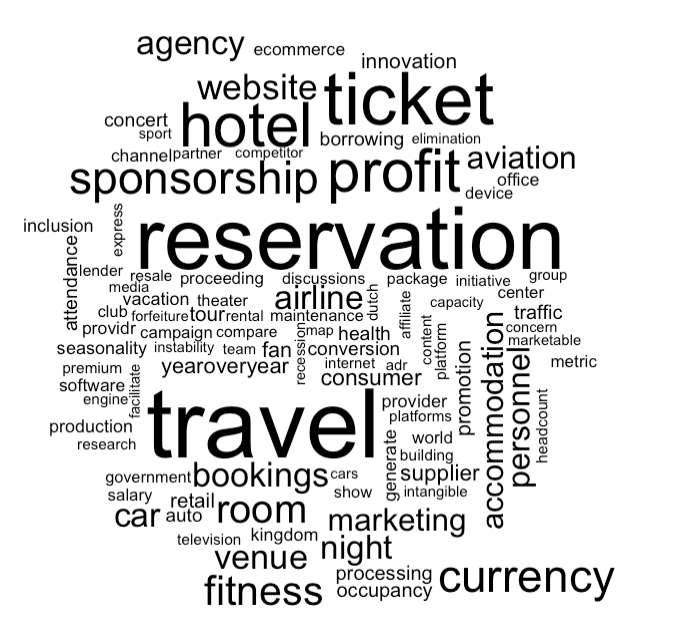 agency ecommerce
innovation
website ticket
concert hotel
sport borrowing elimination
channelpartner competitor
sponsorship profit aviation
office
device
inclusion express reservation
attendance lender resale proceeding discussions package initiative group
media vacation theater airline dutch affiliate capacity center
club forfeiture tour rental maintenance traffic
providr campaign compare recession map health content platform concern
marketable
seasonality instability team fan conversion
premium yearoveryear internet adr metric
software facilitate consumer promotion accommodation personnel
engine travel provider headcount
production platforms
research world
building
government bookings cars generate supplier
salary retail room show intangible
car auto marketing
television kingdom night
venue
fitness processing currency
occupancy